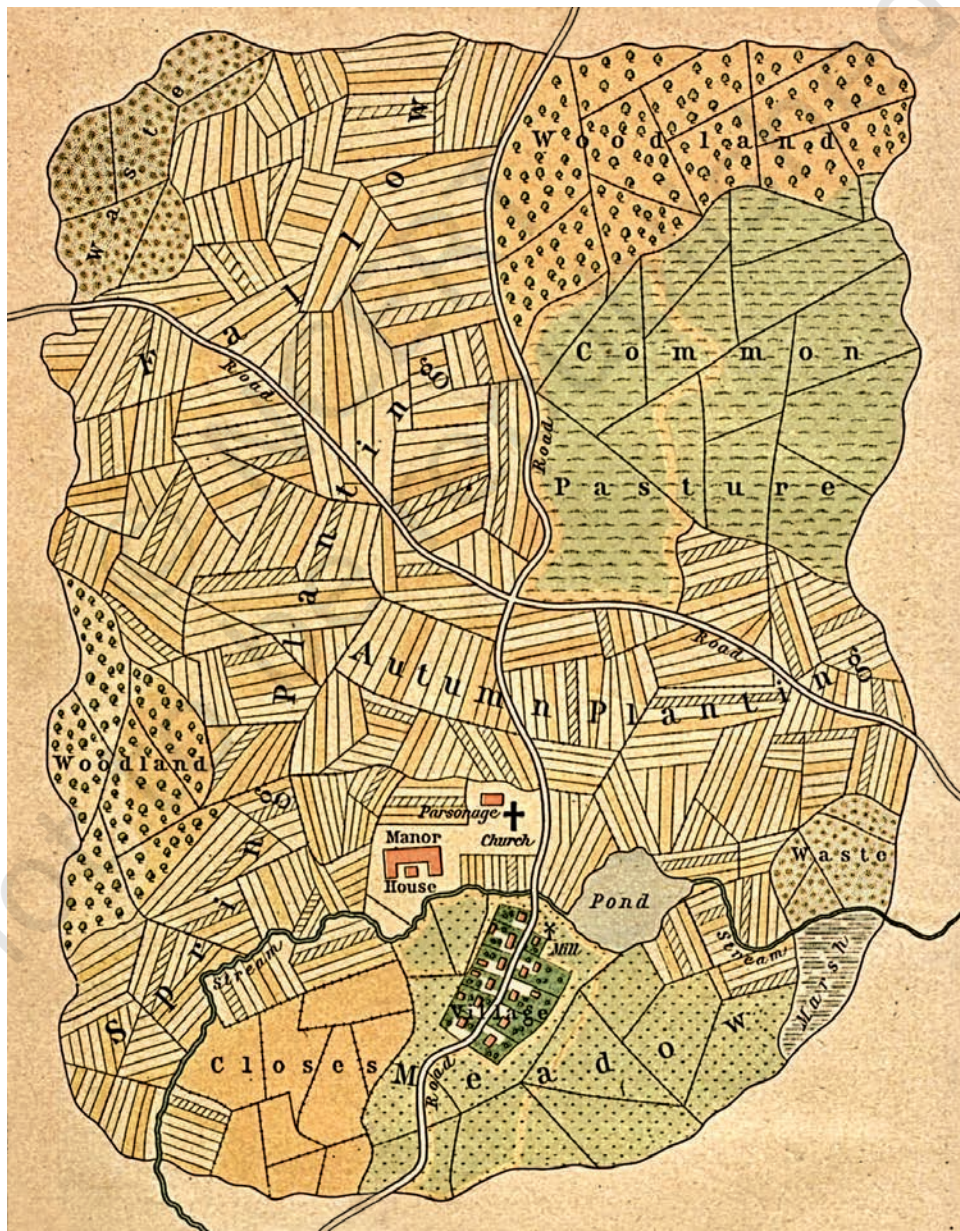 Waste
Woodland
Fallow
Common
Road
Road
Pasture
Spring Planting
Road
Autumn Planting
Woodland
Parsonage
Church
Manor
House
Waste
Pond
Mill
Stream
Stream
Marsh
Village
Closes
Meadow
Road